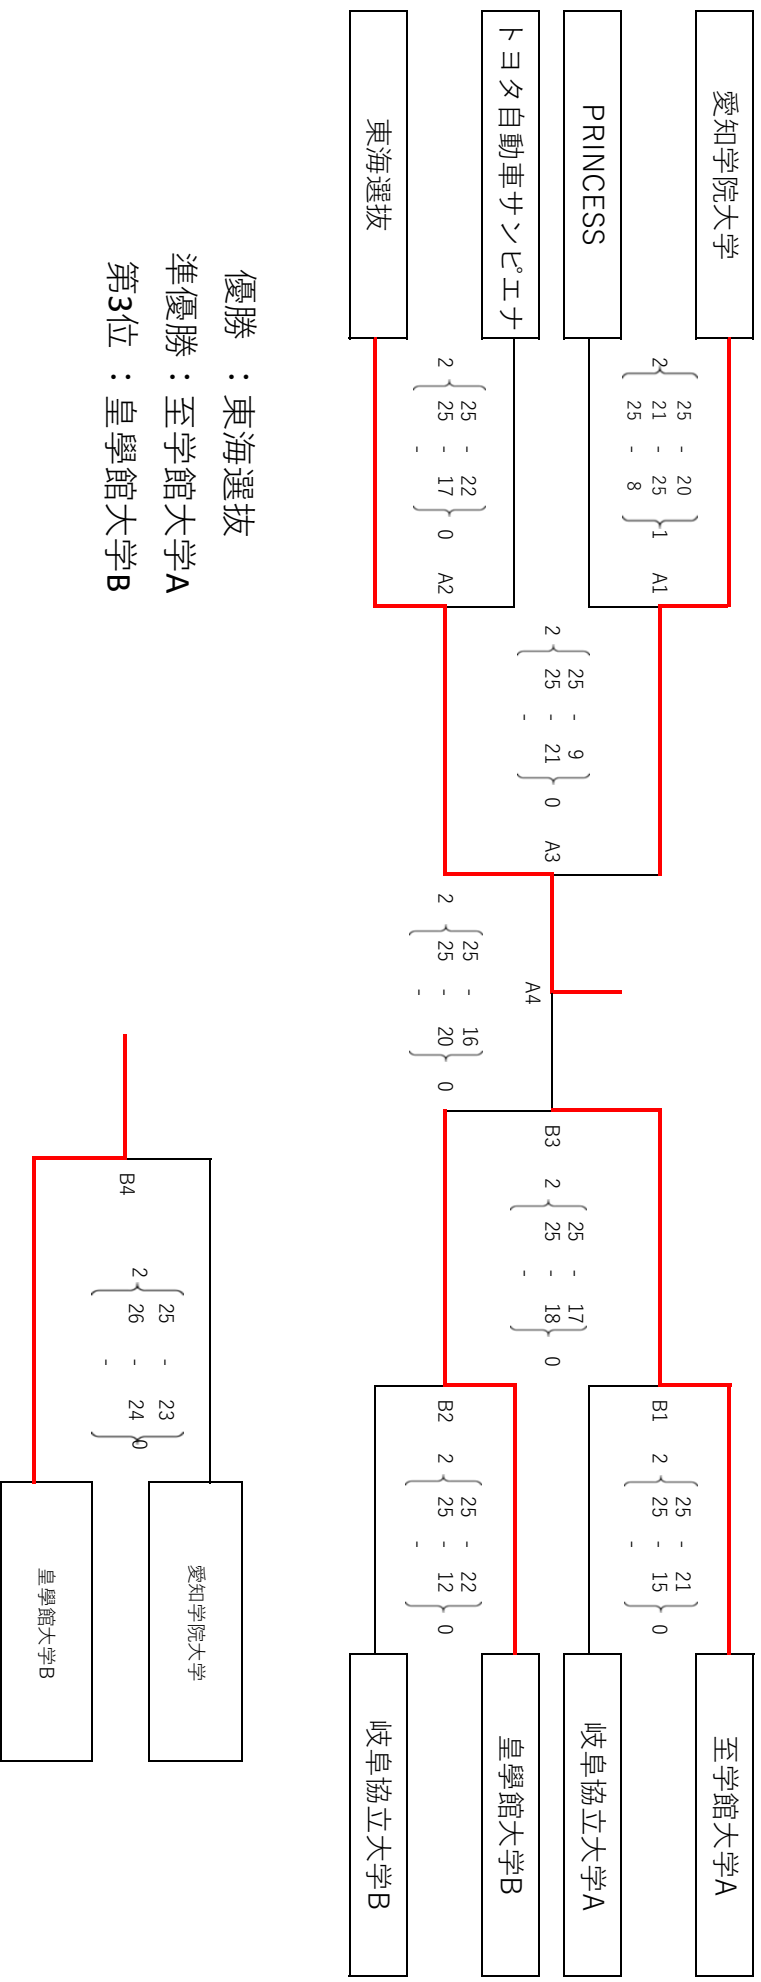 愛知学院大学
PRINCESS
トヨタ自動車サンピエナ
東海選抜
25 - 20
2 21 - 25 1 A1
25 - 8
25 - 22
2 25 - 17 0 A2
-
25 - 9
2 25 - 21 0 A3
-
A4
25 - 16
2 25 - 20 0
-
25 - 17
B3 2 25 - 18 0
-
25 - 21
B1 2 25 - 15 0
-
25 - 22
B2 2 25 - 12 0
-
至学館大学A
岐阜協立大学A
皇學館大学B
岐阜協立大学B
優勝 ：東海選抜
準優勝：至学館大学A
第3位 ：皇學館大学B
B4
25 - 23
2 26 - 24 0
-
愛知学院大学
皇學館大学B